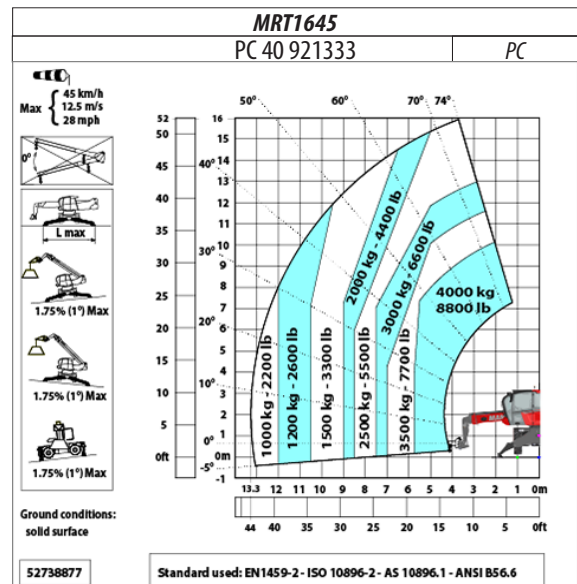 MRT1645
PC 40 921333
PC
Max
45 km/h
12.5 m/s
28 mph
0°
L max
1.75% (1°) Max
1.75% (1°) Max
1.75% (1°) Max
Ground conditions:
solid surface
52738877
50° 60° 70° 74°
40°
30°
20°
10°
0°
-5°
52 50 45 40 35 30 25 20 15 10 5 0ft
16 15 14 13 12 11 10 9 8 7 6 5 4 3 2 1 0m -1
1000 kg - 2200 lb
1200 kg - 2600 lb
1500 kg - 3300 lb
2000 kg - 4400 lb
2500 kg - 5500 lb
3000 kg - 6600 lb
3500 kg - 7700 lb
4000 kg
8800 lb
13.3 12 11 10 9 8 7 6 5 4 3 2 1 0m
44 40 35 30 25 20 15 10 5 0ft
Standard used: EN1459-2 - ISO 10896-2 - AS 10896.1 - ANSI B56.6